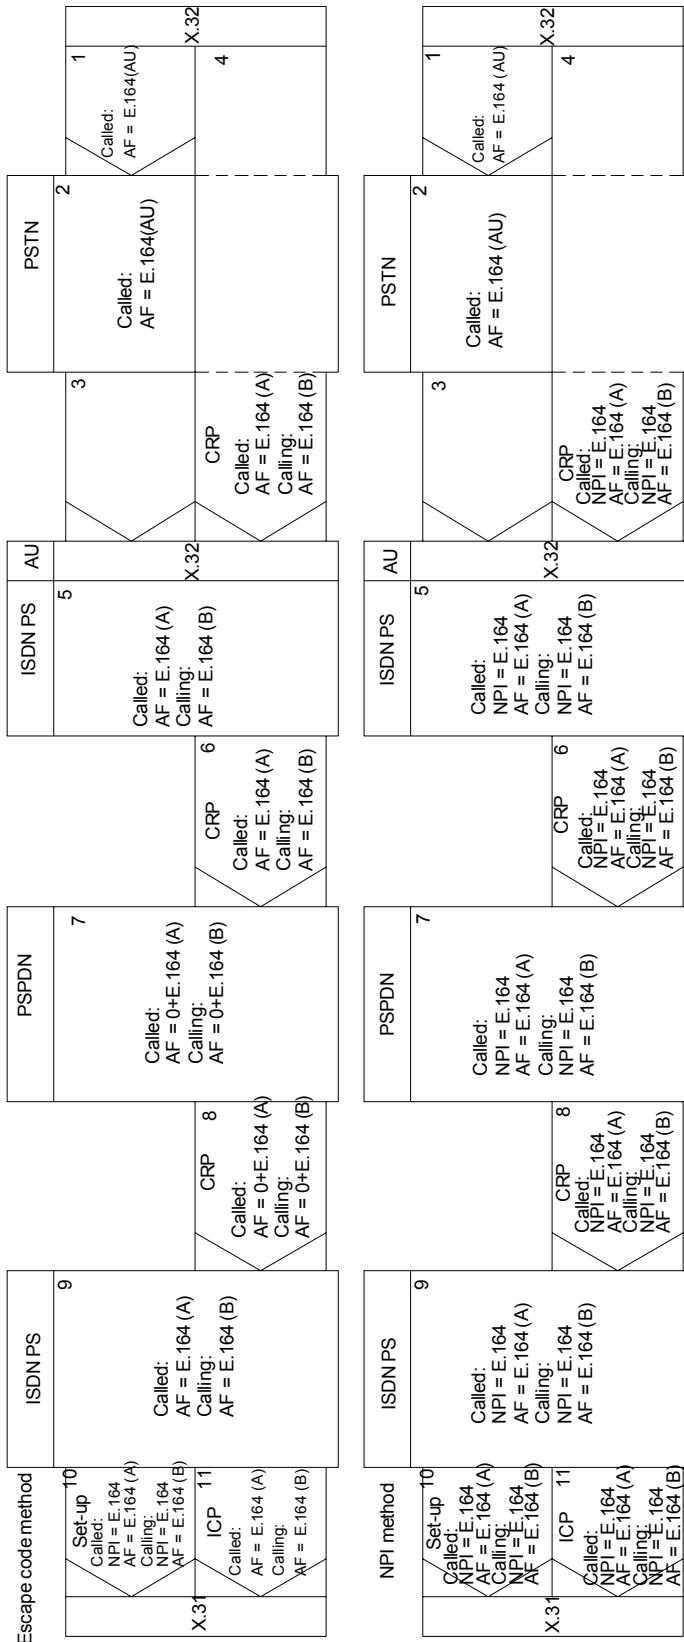 Escape code method
ISDN PS
PSPDN
ISDN PS
AU
PSTN
X.31
10
Set-up
Called:
NPI = E.164
AF = E.164 (A)
Calling:
NPI = E.164
AF = E.164 (B)
11
ICP
Called:
AF = E.164 (A)
Calling:
AF = E.164 (B)
9
Called:
AF = E.164 (A)
Calling:
AF = E.164 (B)
8
CRP
Called:
AF = 0+E.164 (A)
Calling:
AF = 0+E.164 (B)
7
Called:
AF = 0+E.164 (A)
Calling:
AF = 0+E.164 (B)
6
CRP
Called:
AF = E.164 (A)
Calling:
AF = E.164 (B)
5
Called:
AF = E.164 (A)
Calling:
AF = E.164 (B)
X.32
3
CRP
Called:
AF = E.164 (A)
Calling:
AF = E.164 (B)
2
Called:
AF = E.164(AU)
1
Called:
AF = E.164(AU)
4
X.32
NPI method
ISDN PS
PSPDN
ISDN PS
AU
PSTN
X.31
10
Set-up
Called:
NPI = E.164
AF = E.164 (A)
Calling:
NPI = E.164
AF = E.164 (B)
11
ICP
Called:
NPI = E.164
AF = E.164 (A)
Calling:
NPI = E.164
AF = E.164 (B)
9
Called:
NPI = E.164
AF = E.164 (A)
Calling:
NPI = E.164
AF = E.164 (B)
8
CRP
Called:
NPI = E.164
AF = E.164 (A)
Calling:
NPI = E.164
AF = E.164 (B)
7
Called:
NPI = E.164
AF = E.164 (A)
Calling:
NPI = E.164
AF = E.164 (B)
6
CRP
Called:
NPI = E.164
AF = E.164 (A)
Calling:
NPI = E.164
AF = E.164 (B)
5
Called:
NPI = E.164
AF = E.164 (A)
Calling:
NPI = E.164
AF = E.164 (B)
X.32
3
CRP
Called:
NPI = E.164
AF = E.164 (A)
Calling:
NPI = E.164
AF = E.164 (B)
2
Called:
AF = E.164 (AU)
1
Called:
AF = E.164 (AU)
4
X.32